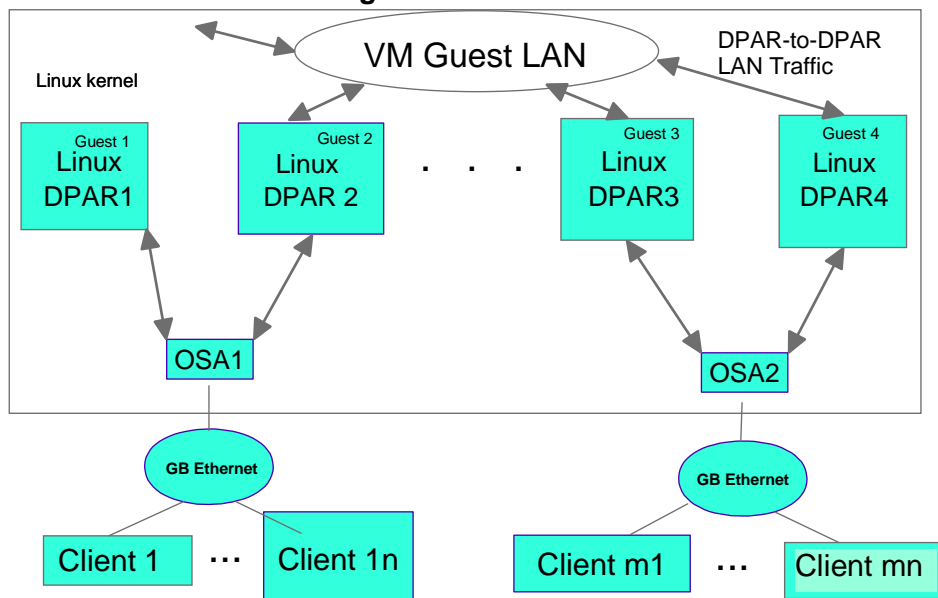 VM Guest LAN
DPAR-to-DPAR
LAN Traffic
Linux kernel
Guest 1
Linux
DPAR1
Guest 2
Linux
DPAR 2
. . .
Guest 3
Linux
DPAR3
Guest 4
Linux
DPAR4
OSA1
OSA2
GB Ethernet
GB Ethernet
Client 1
...
Client 1n
Client m1
...
Client mn